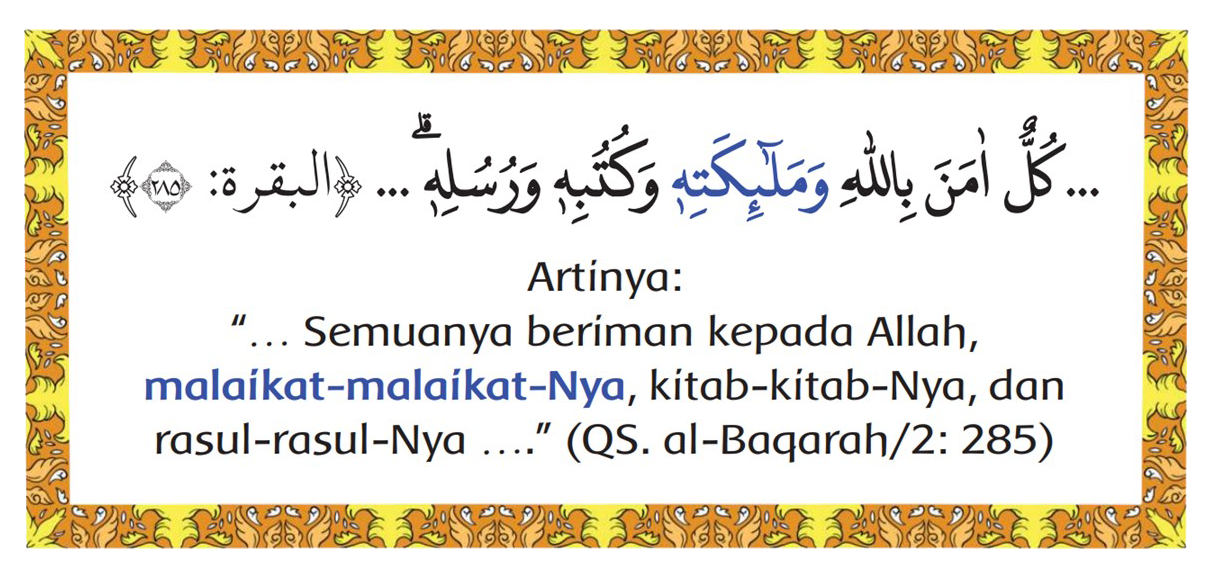 ... كُلٌّ اٰمَنَ بِاللّٰهِ وَمَلٰۤىِٕكَتِهٖ وَكُتُبِهٖ وَرُسُلِهٖۗ ... ﴿البقرة: ٢٨٥﴾
Artinya:
“… Semuanya beriman kepada Allah,
malaikat-malaikat-Nya, kitab-kitab-Nya, dan
rasul-rasul-Nya ….” (QS. al-Baqarah/2: 285)